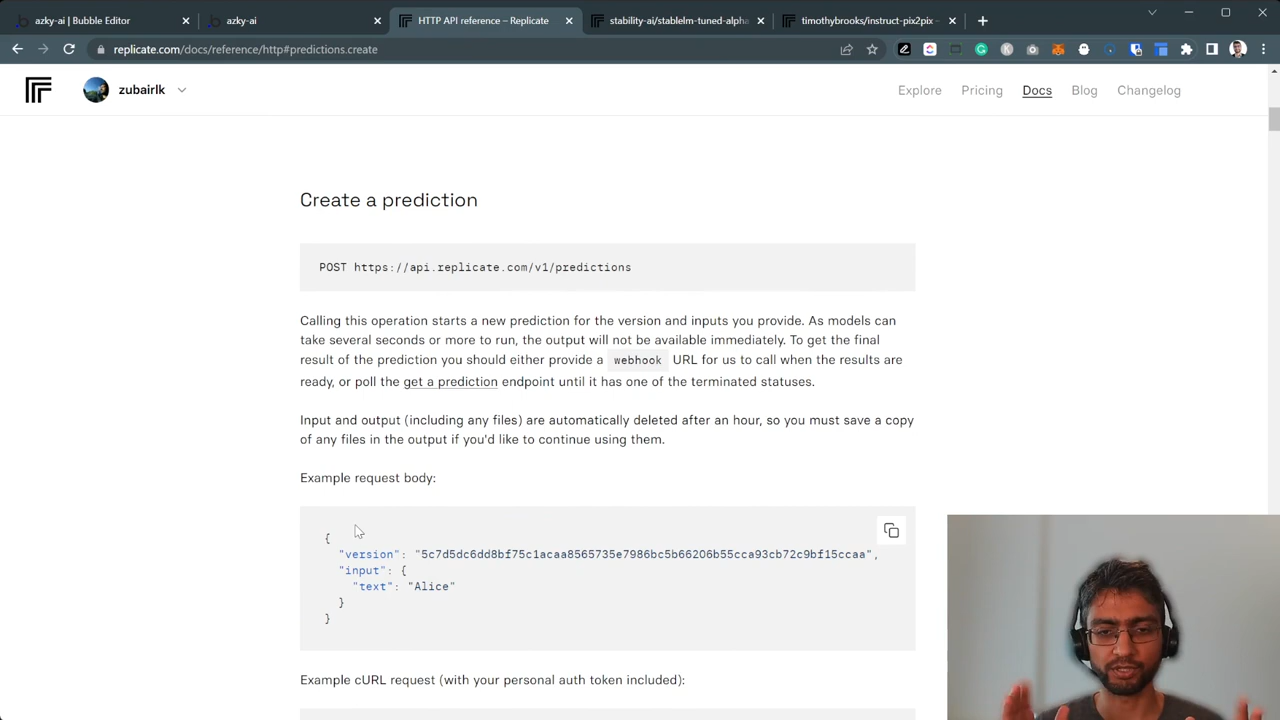 azky-ai | Bubble Editor
azky-ai
HTTP API reference – Replicate
stability-ai/stablelm-tuned-alpha
timothybrooks/instruct-pix2pix –
replicate.com/docs/reference/http#predictions.create
zubairlk
Explore
Pricing
Docs
Blog
Changelog
Create a prediction
POST https://api.replicate.com/v1/predictions
Calling this operation starts a new prediction for the version and inputs you provide. As models can
take several seconds or more to run, the output will not be available immediately. To get the final
result of the prediction you should either provide a webhook URL for us to call when the results are
ready, or poll the get a prediction endpoint until it has one of the terminated statuses.
Input and output (including any files) are automatically deleted after an hour, so you must save a copy
of any files in the output if you'd like to continue using them.
Example request body:
{
"version": "5c7d5dc6dd8bf75c1acaa8565735e7986bc5b66206b55cca93cb72c9bf15ccaa",
"input": {
"text": "Alice"
}
}
Example cURL request (with your personal auth token included):